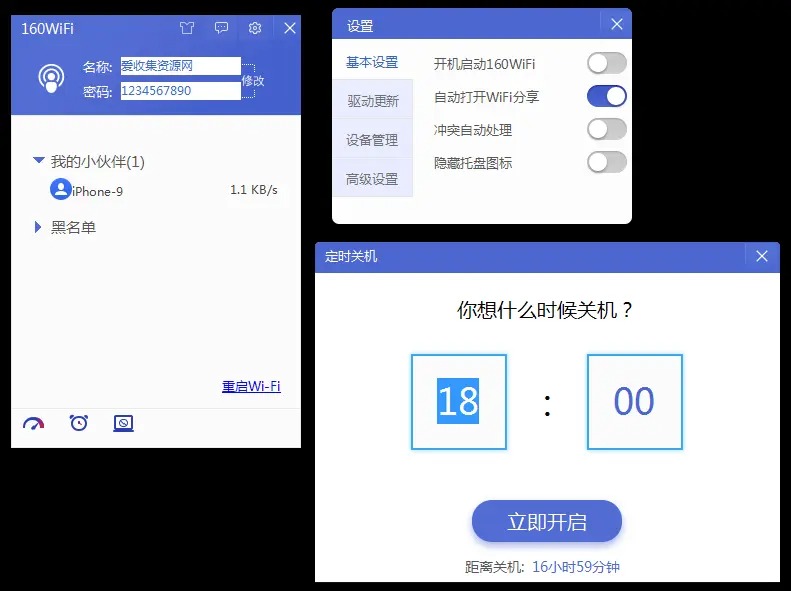 160WiFi
名称: 爱收集资源网
密码: 1234567890
修改
我的小伙伴(1)
iPhone-9 1.1 KB/s
黑名单
重启Wi-Fi
设置
基本设置
驱动更新
设备管理
高级设置
开机启动160WiFi
自动打开WiFi分享
冲突自动处理
隐藏托盘图标
定时关机
你想什么时候关机？
18 : 00
立即开启
距离关机: 16小时59分钟